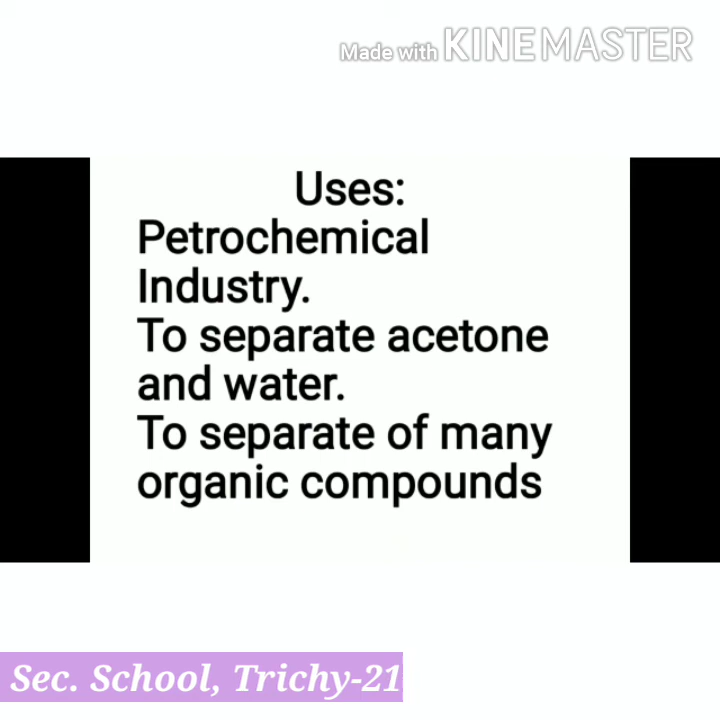 Made with KINEMASTER
Uses:
Petrochemical
Industry.
To separate acetone
and water.
To separate of many
organic compounds
Sec. School, Trichy-21